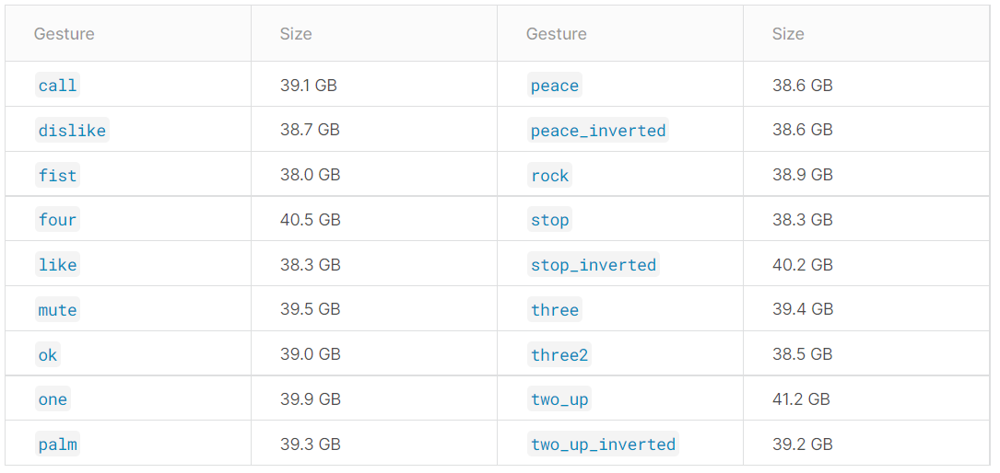 Gesture Size Gesture Size
call 39.1 GB peace 38.6 GB
dislike 38.7 GB peace_inverted 38.6 GB
fist 38.0 GB rock 38.9 GB
four 40.5 GB stop 38.3 GB
like 38.3 GB stop_inverted 40.2 GB
mute 39.5 GB three 39.4 GB
ok 39.0 GB three2 38.5 GB
one 39.9 GB two_up 41.2 GB
palm 39.3 GB two_up_inverted 39.2 GB